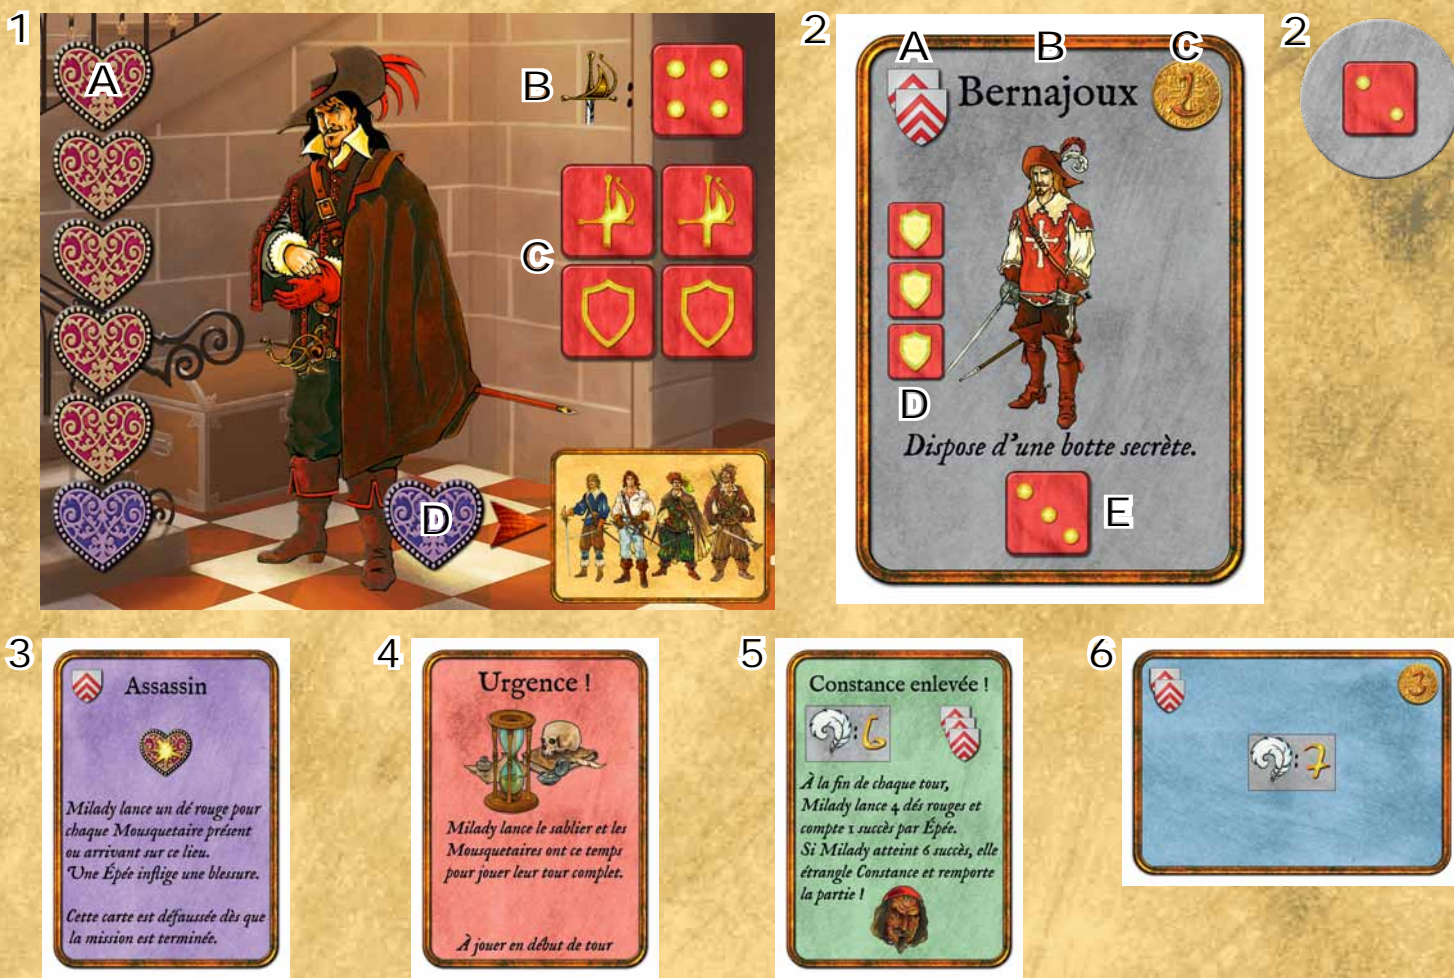 1
A
B
C
D
2
A
B
C
Bernajoux
2
D
Dispose d'une botte secrète.
E
2
3
Assassin
Milady lance un dé rouge pour
chaque Mousquetaire présent
ou arrivant sur ce lieu.
Une Épée inflige une blessure.
Cette carte est défaussée dès que
la mission est terminée.
4
Urgence !
Milady lance le sablier et les
Mousquetaires ont ce temps
pour jouer leur tour complet.
À jouer en début de tour
5
Constance enlevée !
:6
À la fin de chaque tour,
Milady lance 4 dés rouges et
compte 1 succès par Épée.
Si Milady atteint 6 succès, elle
étrangle Constance et remporte
la partie !
6
3
:7